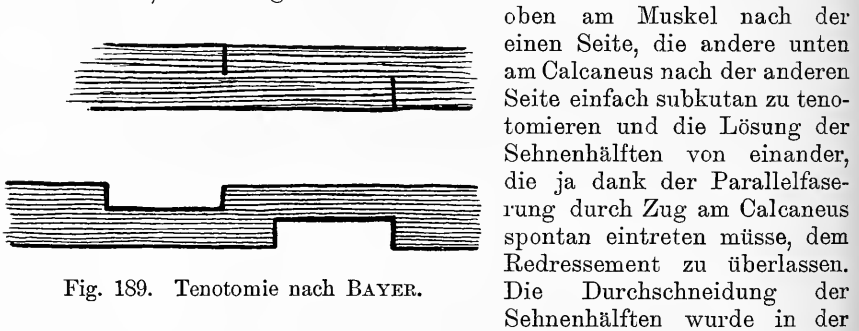 oben am Muskel nach der
einen Seite, die andere unten
am Calcaneus nach der anderen
Seite einfach subkutan zu teno-
tomieren und die Lösung der
Sehnenhälften von einander,
die ja dank der Parallelfase-
rung durch Zug am Calcaneus
spontan eintreten müsse, dem
Redressement zu überlassen.
Die Durchschneidung der
Sehnenhälften wurde in der
Fig. 189. Tenotomie nach BAYER.